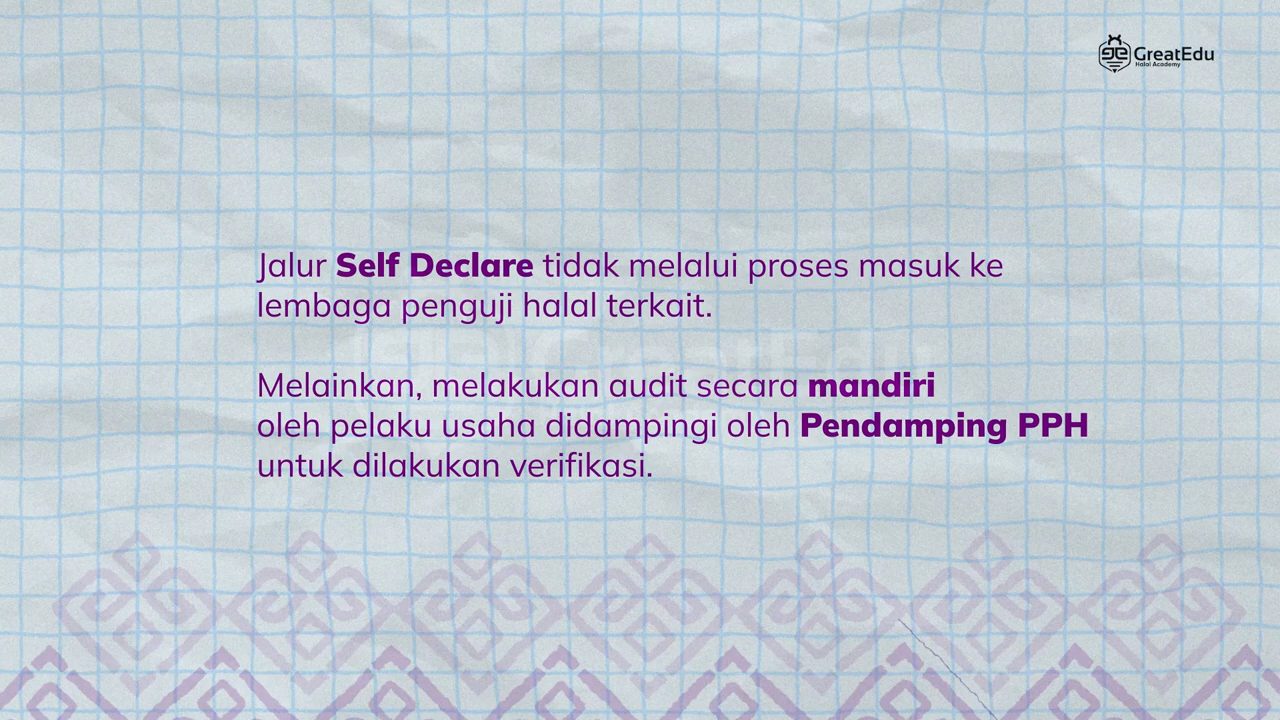 GreatEdu
Halal Academy
Jalur Self Declare tidak melalui proses masuk ke
lembaga penguji halal terkait.
Melainkan, melakukan audit secara mandiri
oleh pelaku usaha didampingi oleh Pendamping PPH
untuk dilakukan verifikasi.
GreatEdu